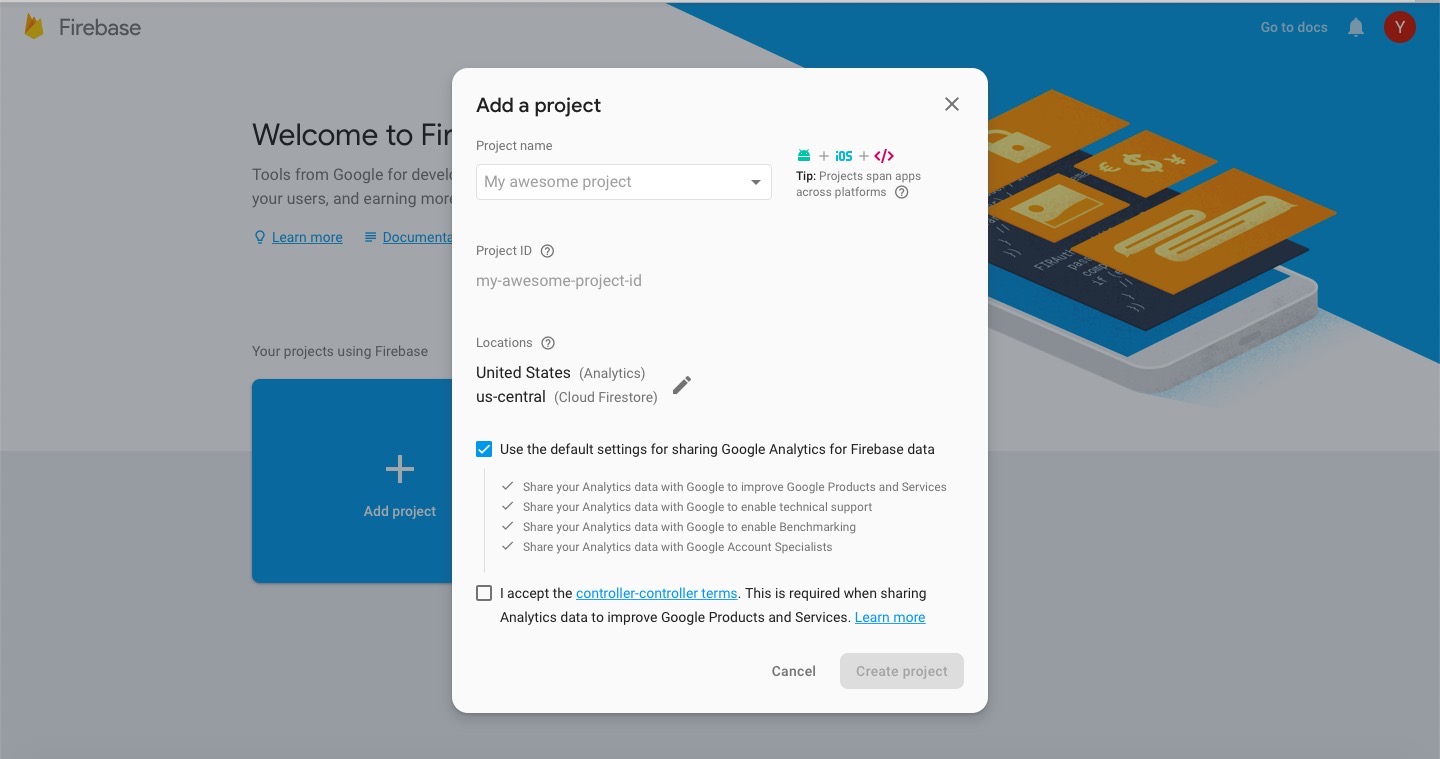 Firebase
Go to docs
Y
Welcome to Fir
Tools from Google for develo
your users, and earning more
Learn more
Documenta
Your projects using Firebase
Add project
Add a project
Project name
My awesome project
+ iOS + </>
Tip: Projects span apps
across platforms
Project ID
my-awesome-project-id
Locations
United States (Analytics)
us-central (Cloud Firestore)
Use the default settings for sharing Google Analytics for Firebase data
Share your Analytics data with Google to improve Google Products and Services
Share your Analytics data with Google to enable technical support
Share your Analytics data with Google to enable Benchmarking
Share your Analytics data with Google Account Specialists
I accept the controller-controller terms. This is required when sharing
Analytics data to improve Google Products and Services. Learn more
Cancel
Create project